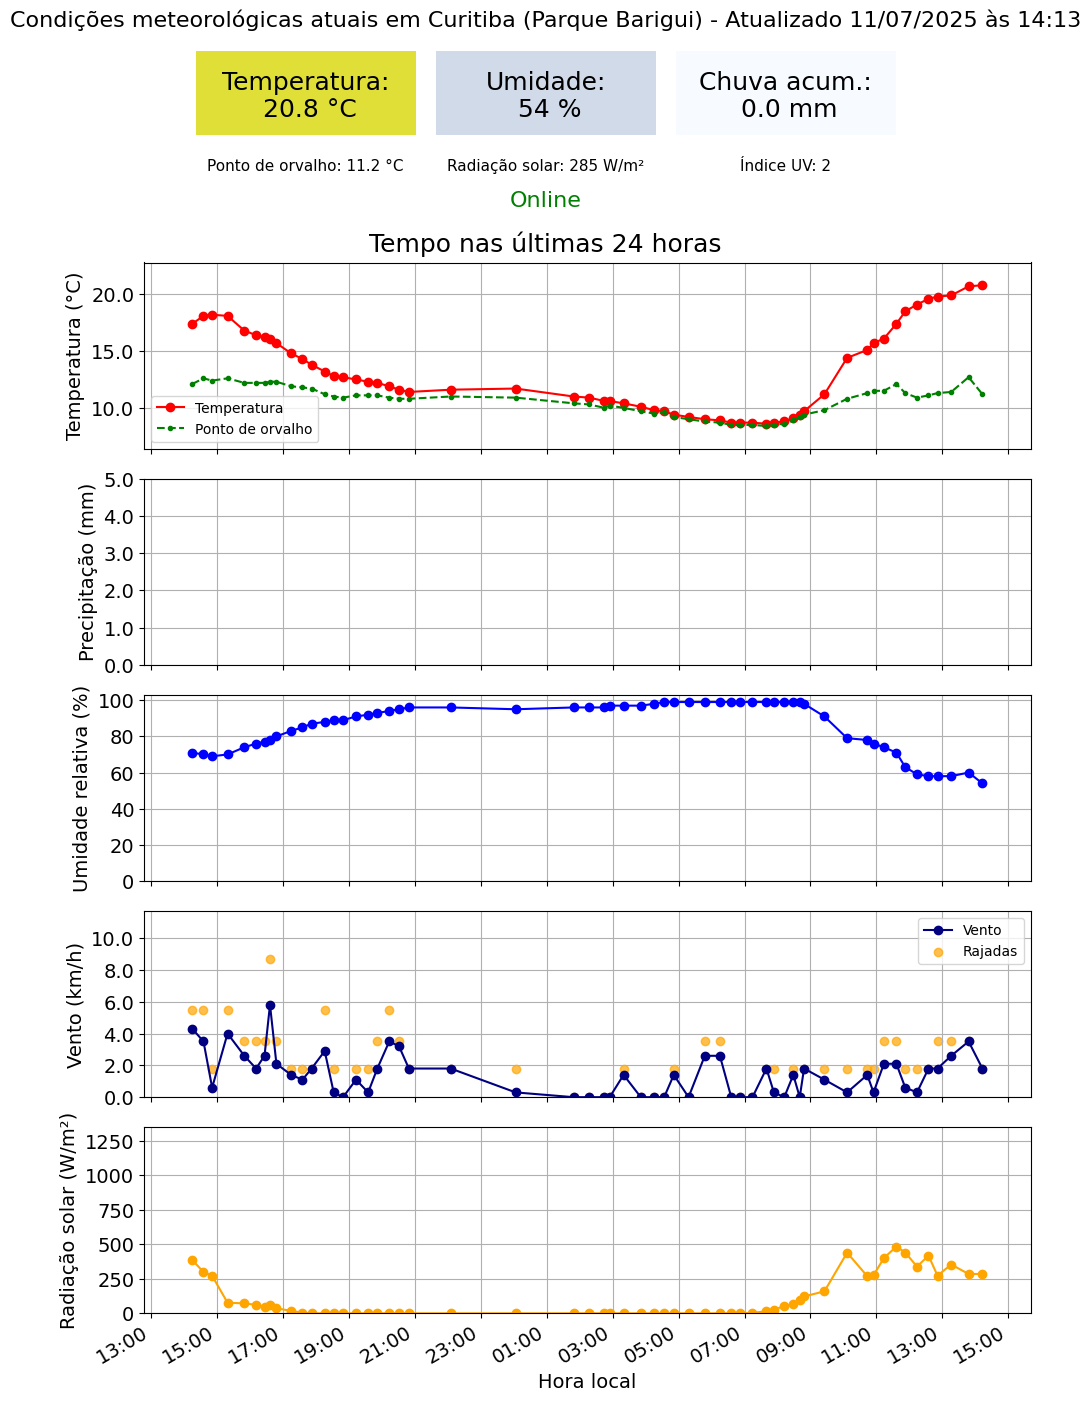 Condições meteorológicas atuais em Curitiba (Parque Barigui) - Atualizado 11/07/2025 às 14:13
Temperatura:
20.8 °C
Umidade:
54 %
Chuva acum.:
0.0 mm
Ponto de orvalho: 11.2 °C
Radiação solar: 285 W/m²
Índice UV: 2
Online
Tempo nas últimas 24 horas
Temperatura (°C)
20.0
15.0
10.0
Temperatura
Ponto de orvalho
Precipitação (mm)
5.0
4.0
3.0
2.0
1.0
0.0
Umidade relativa (%)
100
80
60
40
20
0
Vento (km/h)
10.0
8.0
6.0
4.0
2.0
0.0
Vento
Rajadas
Radiação solar (W/m²)
1250
1000
750
500
250
0
13:00
15:00
17:00
19:00
21:00
23:00
01:00
03:00
05:00
07:00
09:00
11:00
13:00
15:00
Hora local